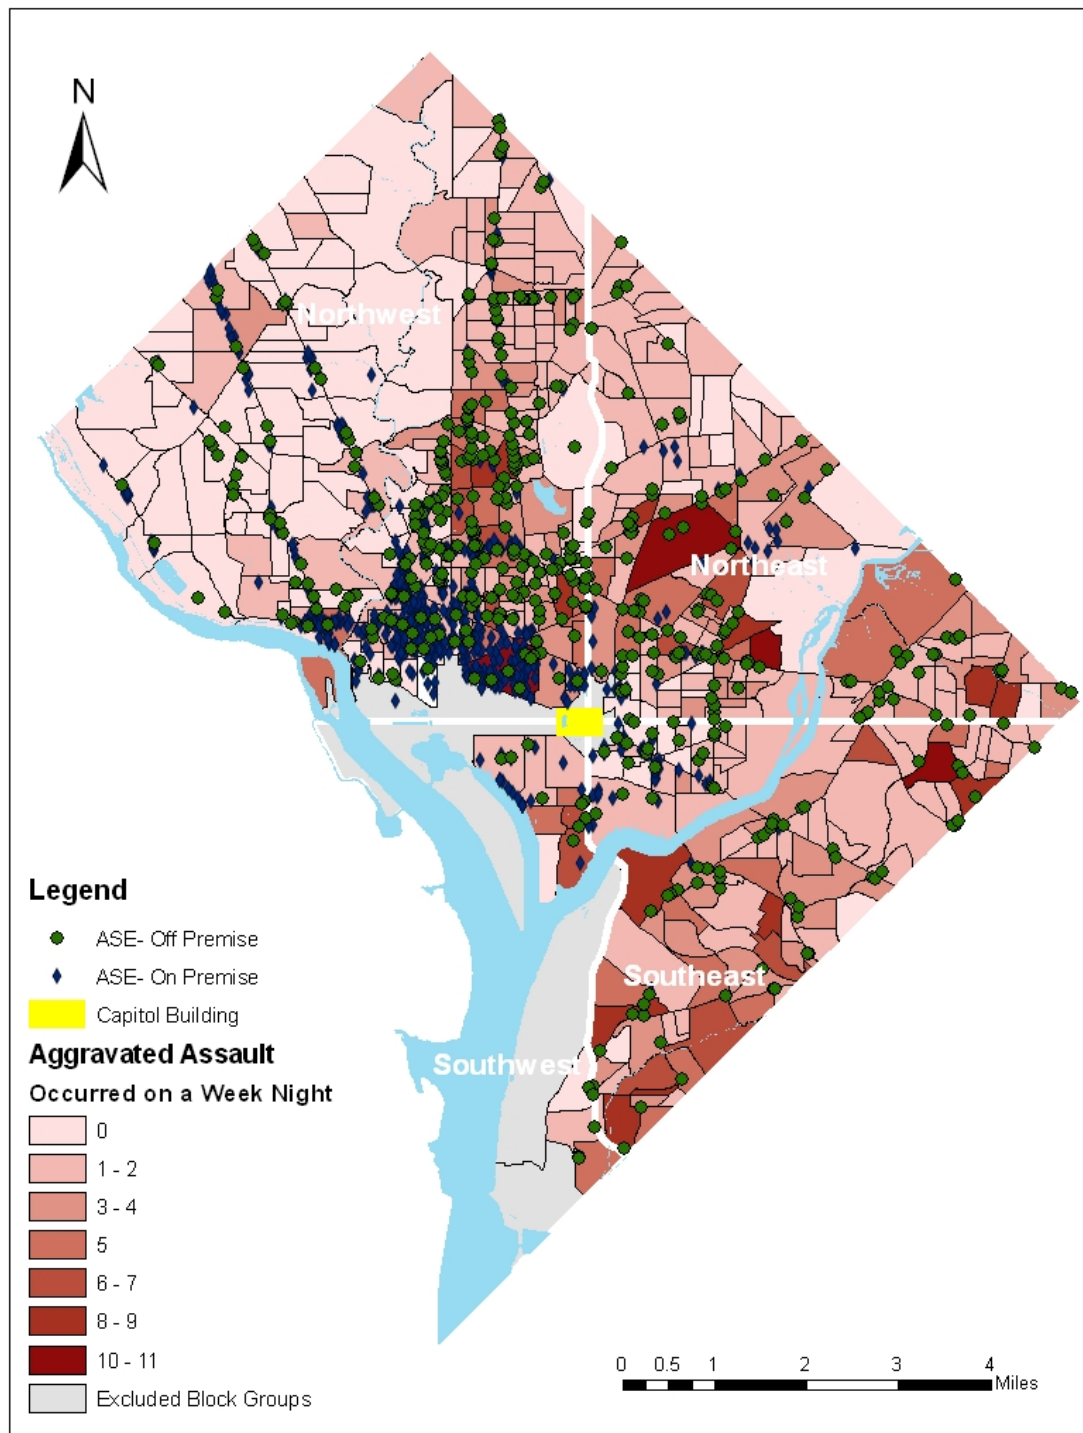 N
Northwest
Northeast
Southeast
Southwest
Legend
ASE- Off Premise
ASE- On Premise
Capitol Building
Aggravated Assault
Occurred on a Week Night
0
1 - 2
3 - 4
5
6 - 7
8 - 9
10 - 11
Excluded Block Groups
0 0.5 1 2 3 4
Miles